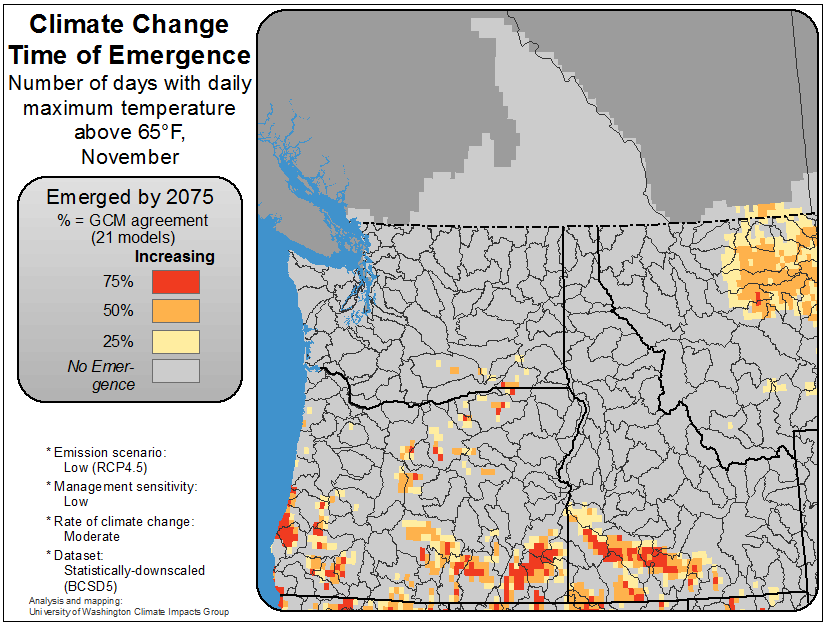 Climate Change
Time of Emergence
Number of days with daily
maximum temperature
above 65°F,
November
Emerged by 2075
% = GCM agreement
(21 models)
Increasing
75%
50%
25%
No Emer-
gence
* Emission scenario:
Low (RCP4.5)
* Management sensitivity:
Low
* Rate of climate change:
Moderate
* Dataset:
Statistically-downscaled
(BCSD5)
Analysis and mapping:
University of Washington Climate Impacts Group